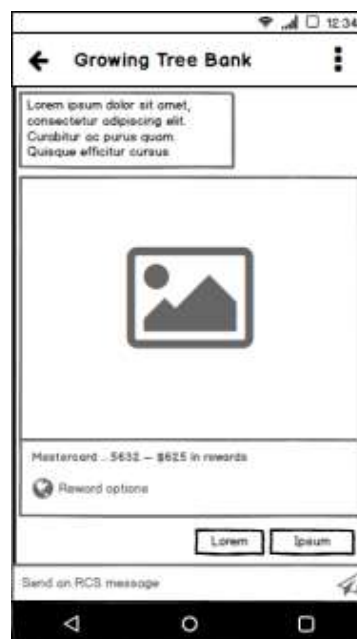 12:34
Growing Tree Bank
Lorem ipsum dolor sit amet,
consectetur adipiscing elit.
Curabitur ac purus quam.
Quisque efficitur cursus
Mastercard ...5632 – $625 in rewards
Reward options
Lorem
Ipsum
Send an RCS message